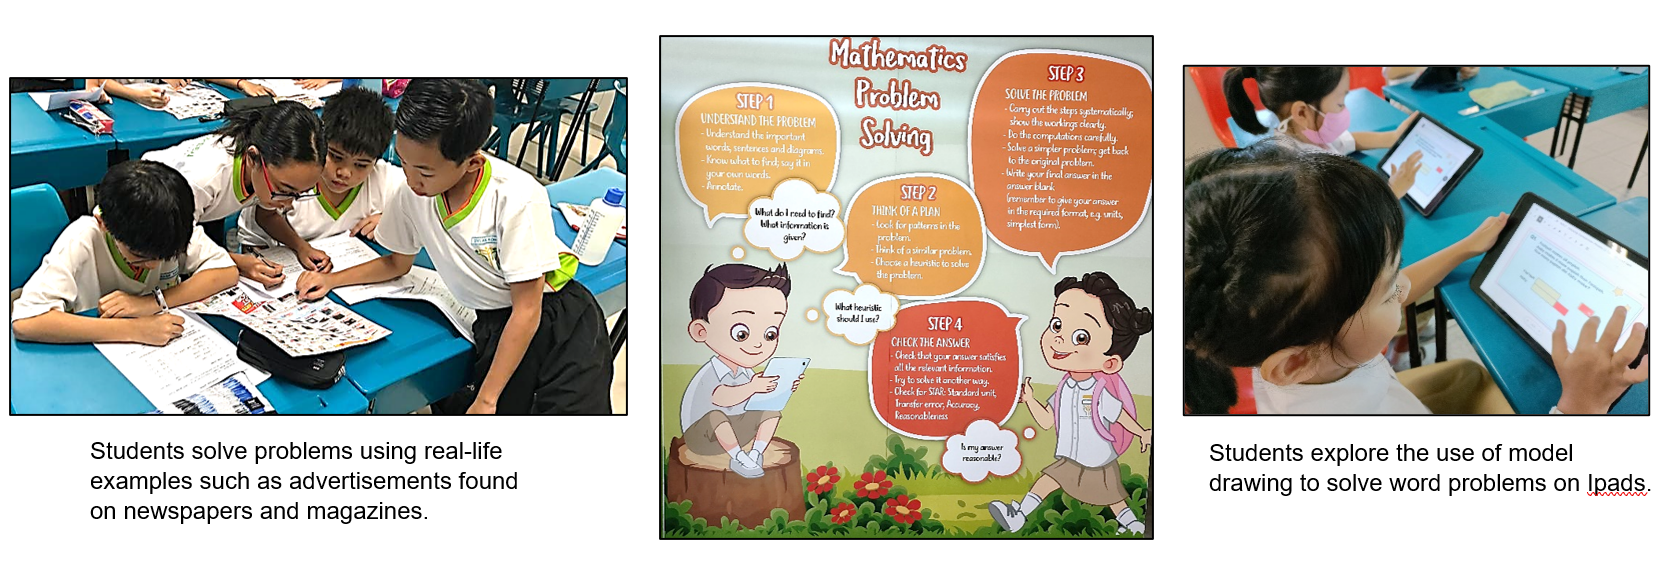 Students solve problems using real-life
examples such as advertisements found
on newspapers and magazines.
Mathematics
Problem
Solving
STEP 1
UNDERSTAND THE PROBLEM
- Understand the important
words, sentences and diagrams.
- Know what to find; say it in
your own words.
- Annotate.
What do I need to find?
What information is
given?
STEP 2
THINK OF A PLAN
- Look for patterns in the
problem.
- Think of a similar problem.
- Choose a heuristic to solve
the problem.
What heuristic
should I use?
STEP 3
SOLVE THE PROBLEM
- Carry out the steps systematically;
show the workings clearly.
- Do the computations carefully.
- Solve a simpler problem; get back
to the original problem.
- Write your final answer in the
answer blank
(remember to give your answer
in the required format, e.g. units,
simplest form).
STEP 4
CHECK THE ANSWER
- Check that your answer satisfies
all the relevant information.
- Try to solve it another way.
- Check for STAR: Standard unit,
Transfer error, Accuracy,
Reasonableness
Is my answer
reasonable?
Students explore the use of model
drawing to solve word problems on Ipads.